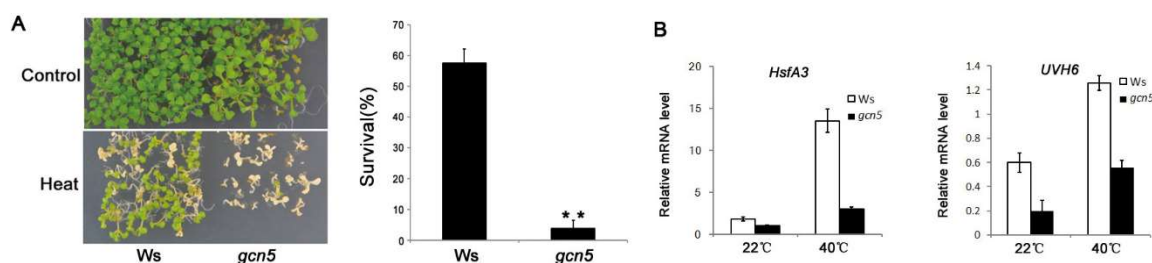 A
Control
Heat
Ws gcn5
Survival(%)
70
60
50
40
30
20
10
0
**
Ws gcn5
B
HsfA3
Relative mRNA level
20
15
10
5
0
Ws
gcn5
22℃ 40℃
UVH6
Relative mRNA level
1.4
1.2
1
0.8
0.6
0.4
0.2
0
Ws
gcn5
22℃ 40℃